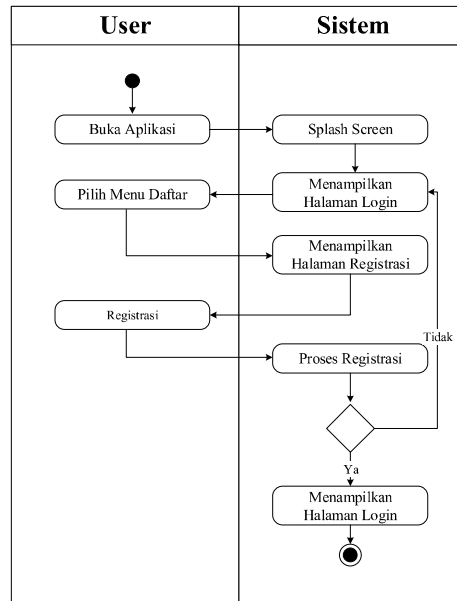 User
Sistem
Buka Aplikasi
Splash Screen
Pilih Menu Daftar
Menampilkan
Halaman Login
Menampilkan
Halaman Registrasi
Registrasi
Tidak
Proses Registrasi
Ya
Menampilkan
Halaman Login